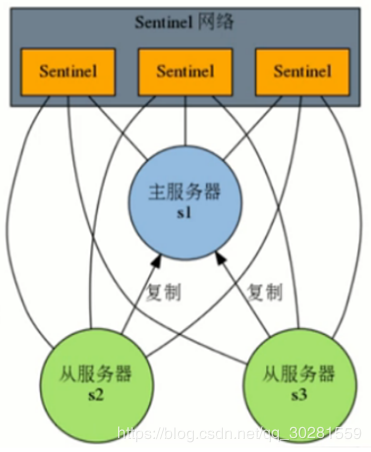 Sentinel 网络
Sentinel
Sentinel
Sentinel
主服务器
s1
复制
复制
从服务器
s2
从服务器
s3
https://blog.csdn.net/qq_30281559